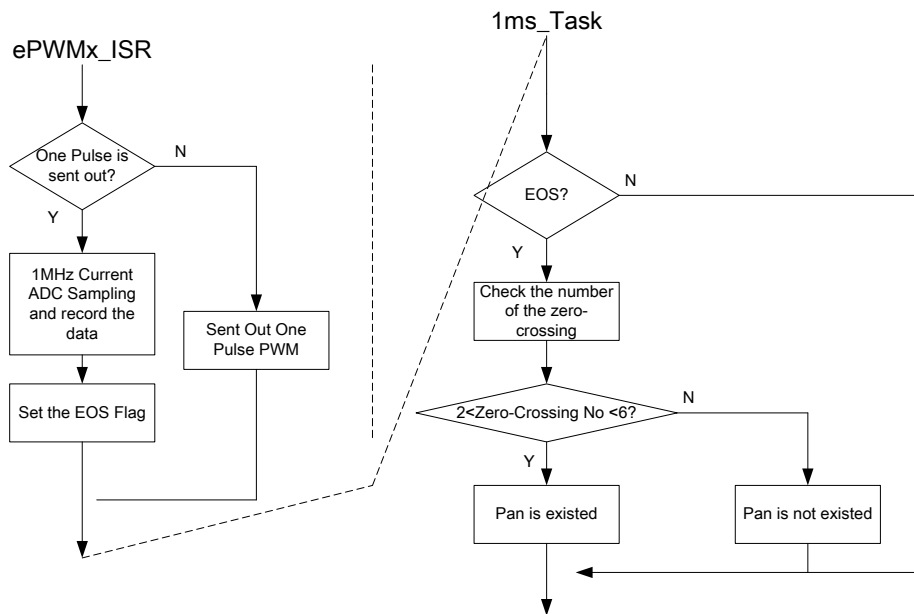 ePWMx_ISR
One Pulse is
sent out?
N
Y
1MHz Current
ADC Sampling
and record the
data
Sent Out One
Pulse PWM
Set the EOS Flag
1ms_Task
EOS?
N
Y
Check the number
of the zero-
crossing
2<Zero-Crossing No <6?
N
Y
Pan is existed
Pan is not existed